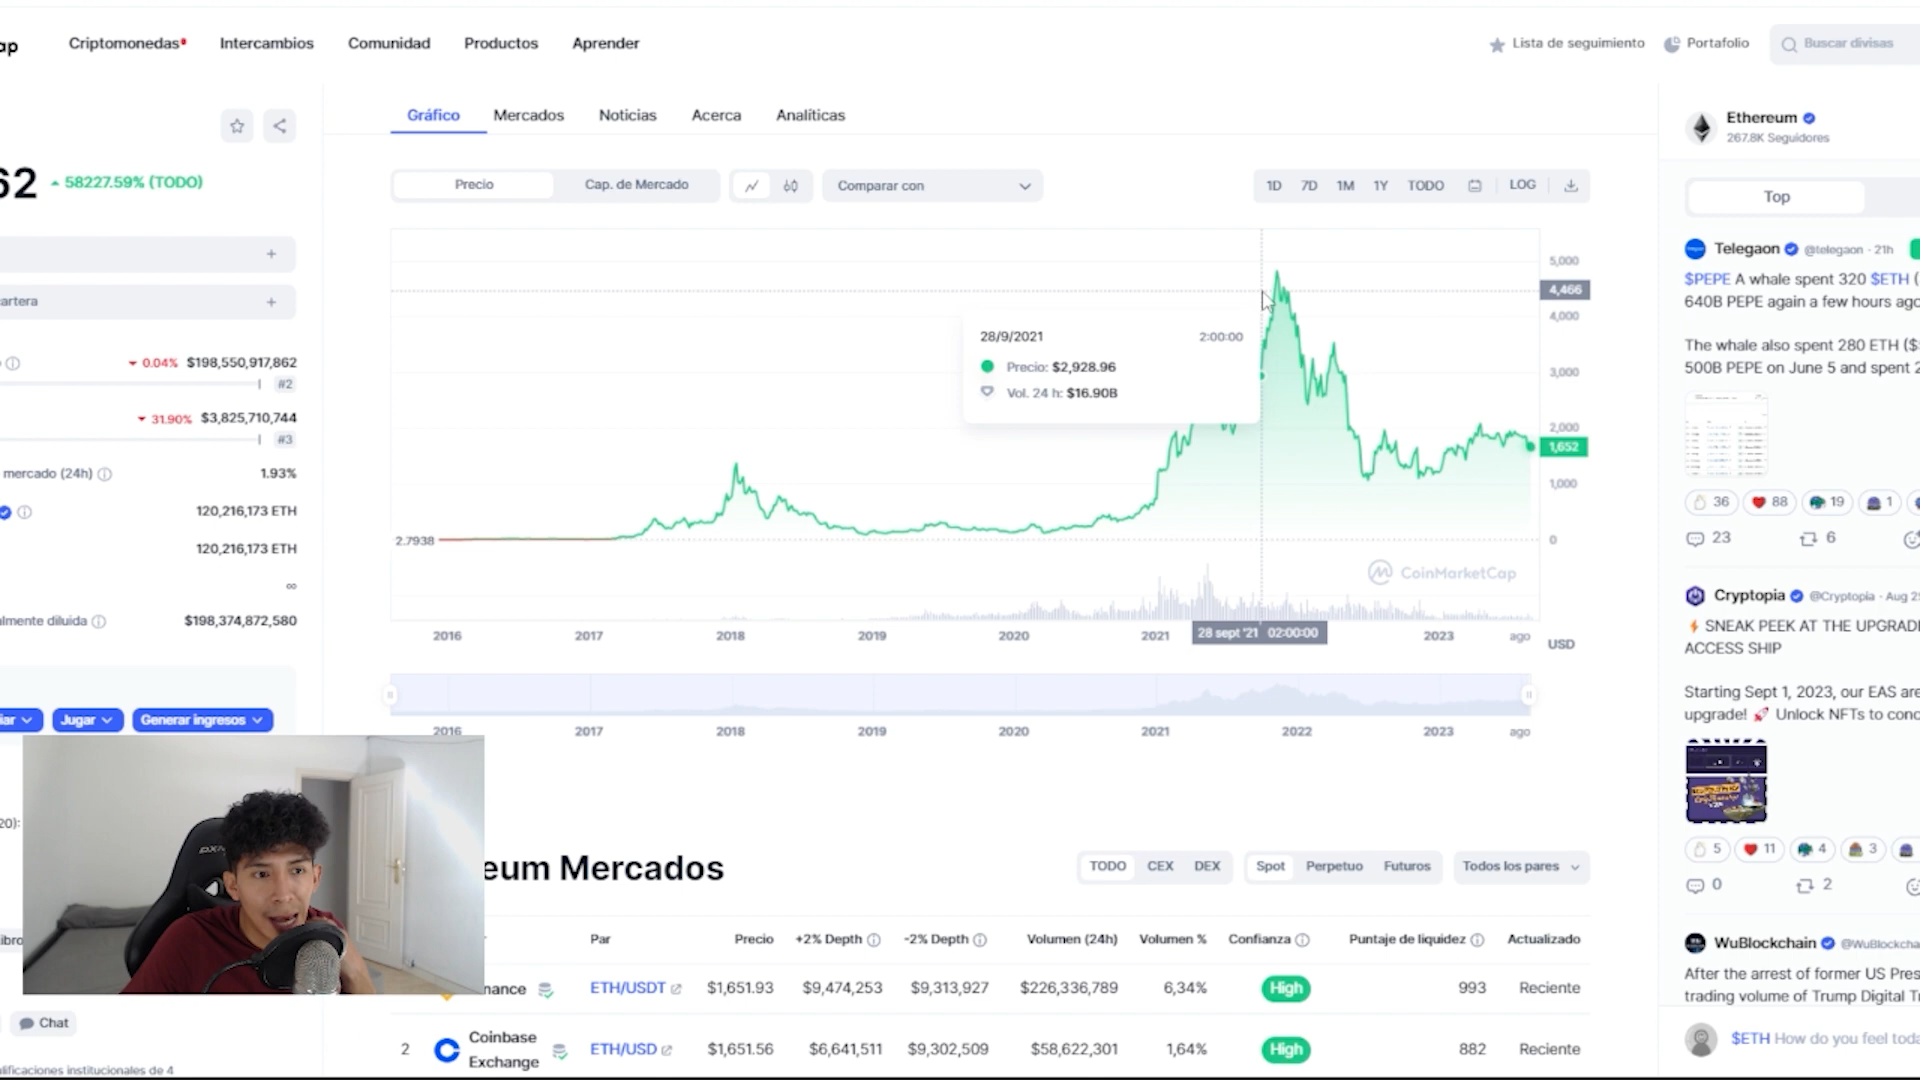 Criptomonedas
Intercambios
Comunidad
Productos
Aprender
Lista de seguimiento
Portafolio
Buscar divisas
58227.59% (TODO)
0.04% $198,550,917,862
#2
31.90% $3,825,710,744
#3
mercado (24h) 1.93%
120,216,173 ETH
120,216,173 ETH
∞
$198,374,872,580
Jugar
Generar ingresos
Chat
Gráfico
Mercados
Noticias
Acerca
Analíticas
Precio
Cap. de Mercado
Comparar con
1D 7D 1M 1Y TODO LOG
5,000
4,466
4,000
3,000
2,000
1,652
1,000
0
28/9/2021 2:00:00
Precio: $2,928.96
Vol. 24 h: $16.90B
2.7938
CoinMarketCap
2016 2017 2018 2019 2020 2021 28 sept '21 02:00:00 2023 ago
USD
2016 2017 2018 2019 2020 2021 2022 2023 ago
Mercados
TODO CEX DEX
Spot Perpetuo Futuros
Todos los pares
Par Precio +2% Depth -2% Depth Volumen (24h) Volumen % Confianza Puntaje de liquidez Actualizado
ETH/USDT $1,651.93 $9,474,253 $9,313,927 $226,336,789 6,34% High 993 Reciente
2 Coinbase Exchange ETH/USD $1,651.56 $6,641,511 $9,302,509 $58,622,301 1,64% High 882 Reciente
Ethereum
267.8K Seguidores
Top
Telegaon @telegaon · 21h
$PEPE A whale spent 320 $ETH (
640B PEPE again a few hours ago
The whale also spent 280 ETH ($
500B PEPE on June 5 and spent 2
36 88 19 1
23 6
Cryptopia @Cryptopia · Aug
SNEAK PEEK AT THE UPGRADE
ACCESS SHIP
Starting Sept 1, 2023, our EAS are
upgrade! Unlock NFTs to
5 11 4 3
0 2
WuBlockchain
After the arrest of former US
trading volume of Trump Digital
$ETH How do you feel